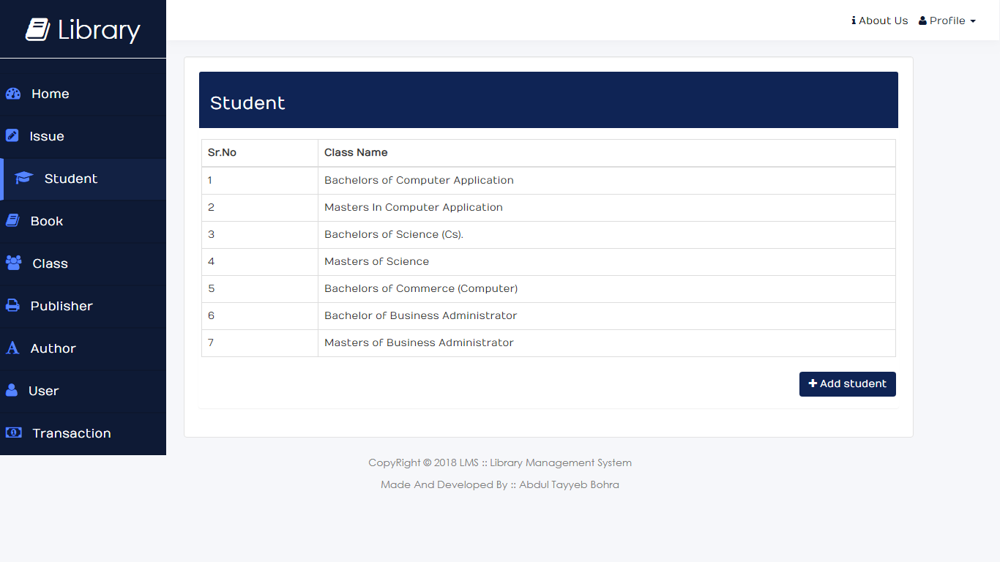 Library
About Us Profile
Home
Issue
Student
Book
Class
Publisher
Author
User
Transaction
Student
Sr.No Class Name
1 Bachelors of Computer Application
2 Masters In Computer Application
3 Bachelors of Science (Cs).
4 Masters of Science
5 Bachelors of Commerce (Computer)
6 Bachelor of Business Administrator
7 Masters of Business Administrator
Add student
CopyRight © 2018 LMS :: Library Management System
Made And Developed By :: Abdul Tayyeb Bohra